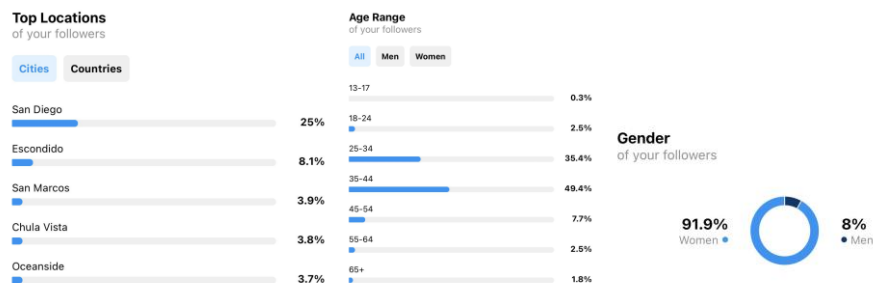 Top Locations
of your followers
Cities Countries
San Diego
25%
Escondido
8.1%
San Marcos
3.9%
Chula Vista
3.8%
Oceanside
3.7%
Age Range
of your followers
All Men Women
13-17
0.3%
18-24
2.5%
25-34
35.4%
35-44
49.4%
45-54
7.7%
55-64
2.5%
65+
1.8%
Gender
of your followers
91.9%
Women
8%
Men